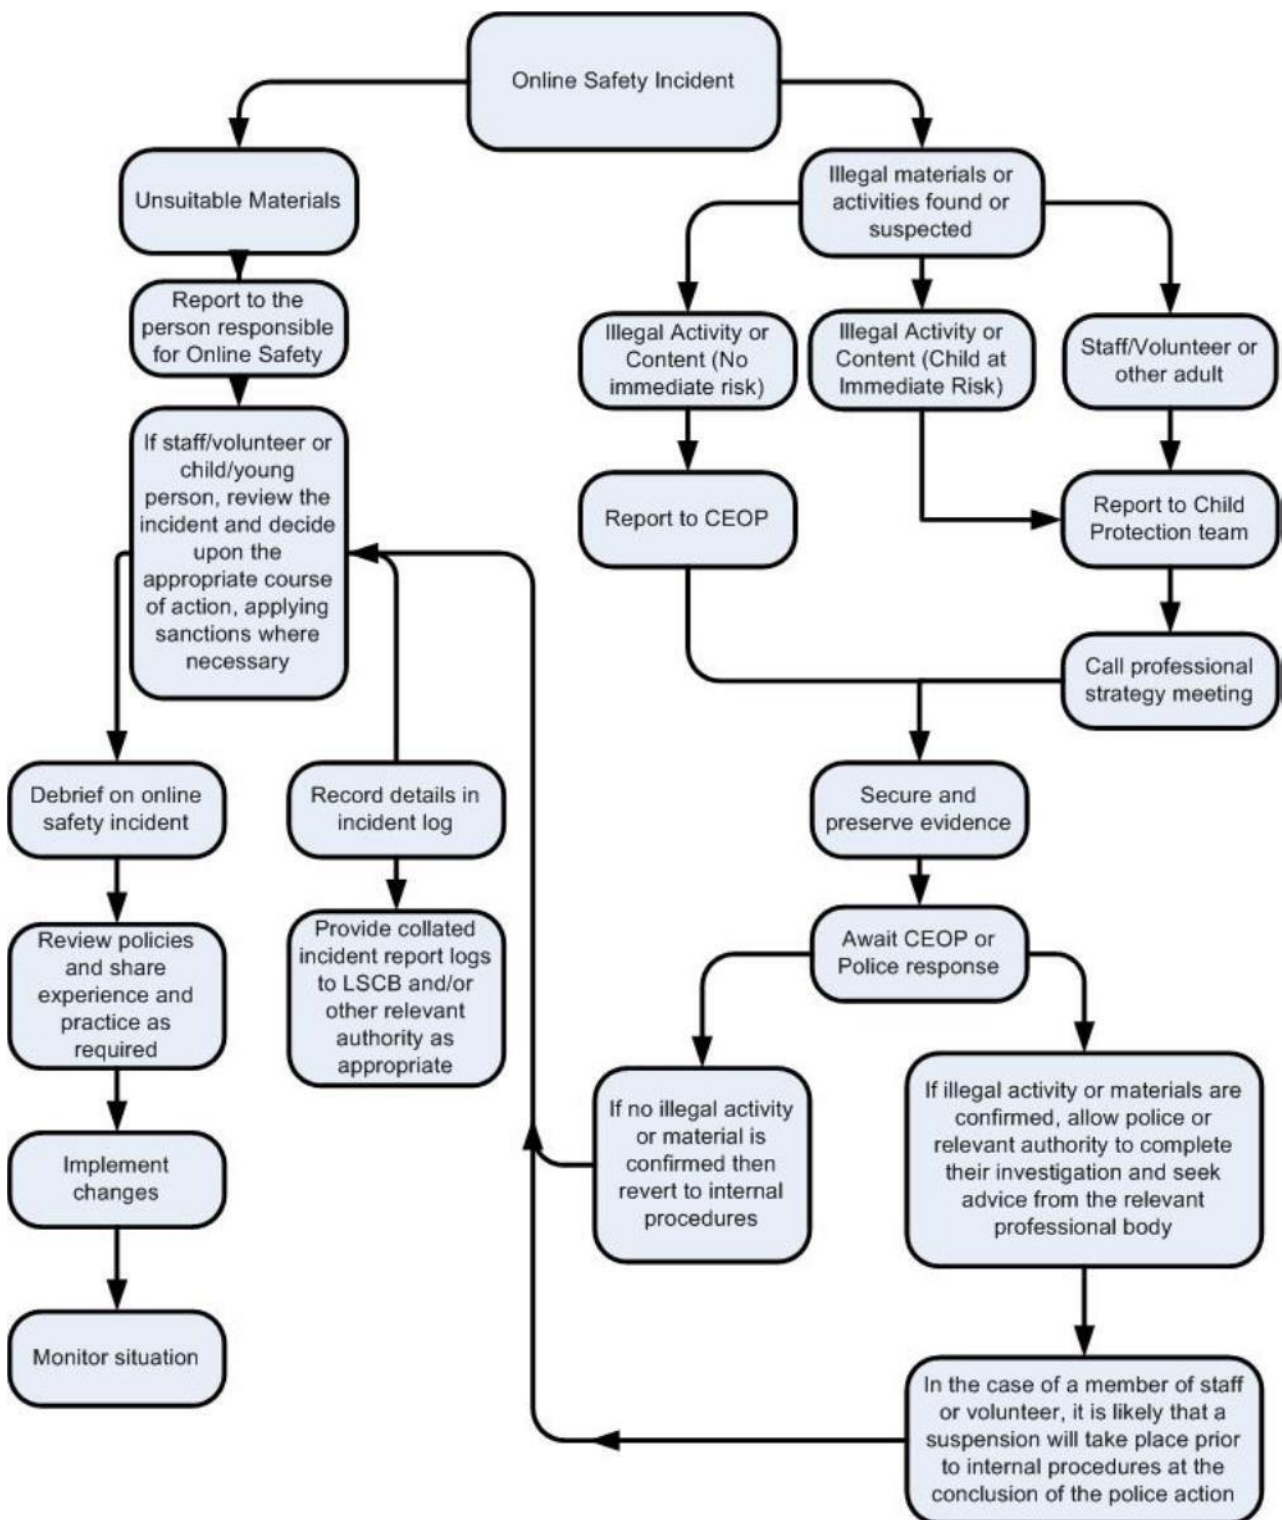 Online Safety Incident
Unsuitable Materials
Illegal materials or
activities found or
suspected
Report to the
person responsible
for Online Safety
Illegal Activity or
Content (No
immediate risk)
Illegal Activity or
Content (Child at
Immediate Risk)
Staff/Volunteer or
other adult
If staff/volunteer or
child/young
person, review the
incident and decide
upon the
appropriate course
of action, applying
sanctions where
necessary
Report to CEOP
Report to Child
Protection team
Call professional
strategy meeting
Debrief on online
safety incident
Record details in
incident log
Secure and
preserve evidence
Review policies
and share
experience and
practice as
required
Provide collated
incident report logs
to LSCB and/or
other relevant
authority as
appropriate
Await CEOP or
Police response
If no illegal activity
or material is
confirmed then
revert to internal
procedures
If illegal activity or materials are
confirmed, allow police or
relevant authority to complete
their investigation and seek
advice from the relevant
professional body
Implement
changes
Monitor situation
In the case of a member of staff
or volunteer, it is likely that a
suspension will take place prior
to internal procedures at the
conclusion of the police action